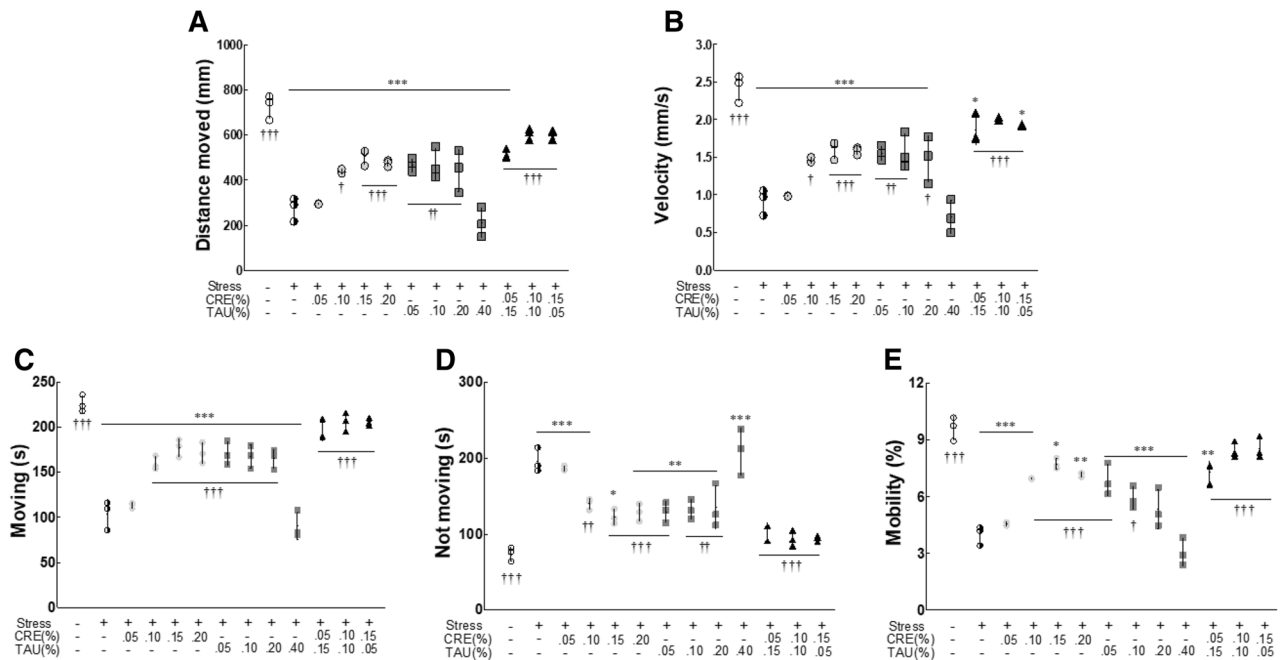 A
Distance moved (mm)
1000
800
600
400
200
0
***
†††
†
†††
††
†††
Stress - + + + + + + + + + + + +
CRE(%) - - .05 .10 .15 .20 - - - - .05 .10 .15
TAU(%) - - - - - - .05 .10 .20 .40 .15 .10 .05
B
Velocity (mm/s)
3.0
2.5
2.0
1.5
1.0
0.5
0.0
***
* *
†††
†
†††
††
†
†††
Stress - + + + + + + + + + + + +
CRE(%) - - .05 .10 .15 .20 - - - - .05 .10 .15
TAU(%) - - - - - - .05 .10 .20 .40 .15 .10 .05
C
Moving (s)
250
200
150
100
50
0
***
†††
†††
†††
Stress - + + + + + + + + + + + +
CRE(%) - - .05 .10 .15 .20 - - - - .05 .10 .15
TAU(%) - - - - - - .05 .10 .20 .40 .15 .10 .05
D
Not moving (s)
300
200
100
0
***
*
**
***
†††
††
†††
††
†††
Stress - + + + + + + + + + + + +
CRE(%) - - .05 .10 .15 .20 - - - - .05 .10 .15
TAU(%) - - - - - - .05 .10 .20 .40 .15 .10 .05
E
Mobility (%)
12
9
6
3
0
***
*
**
***
**
†††
†††
†
†††
Stress - + + + + + + + + + + + +
CRE(%) - - .05 .10 .15 .20 - - - - .05 .10 .15
TAU(%) - - - - - - .05 .10 .20 .40 .15 .10 .05